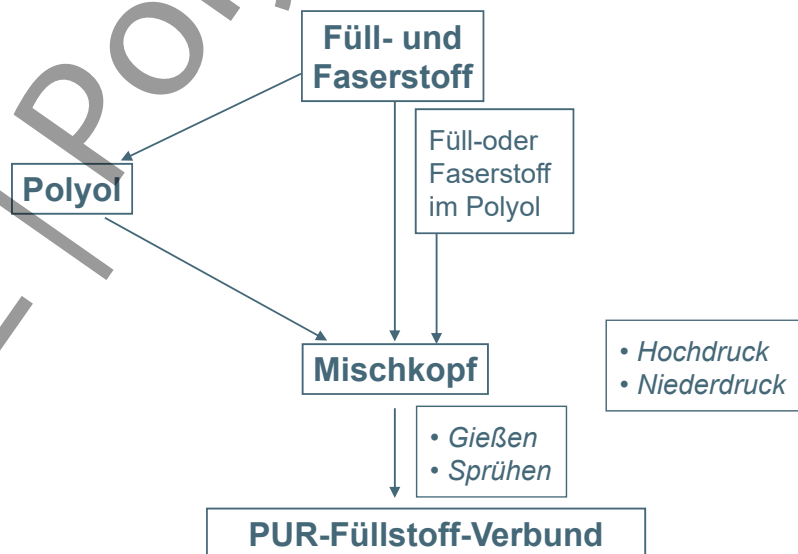 Füll- und
Faserstoff
Füll-oder
Faserstoff
im Polyol
Polyol
Mischkopf
• Hochdruck
• Niederdruck
• Gießen
• Sprühen
PUR-Füllstoff-Verbund